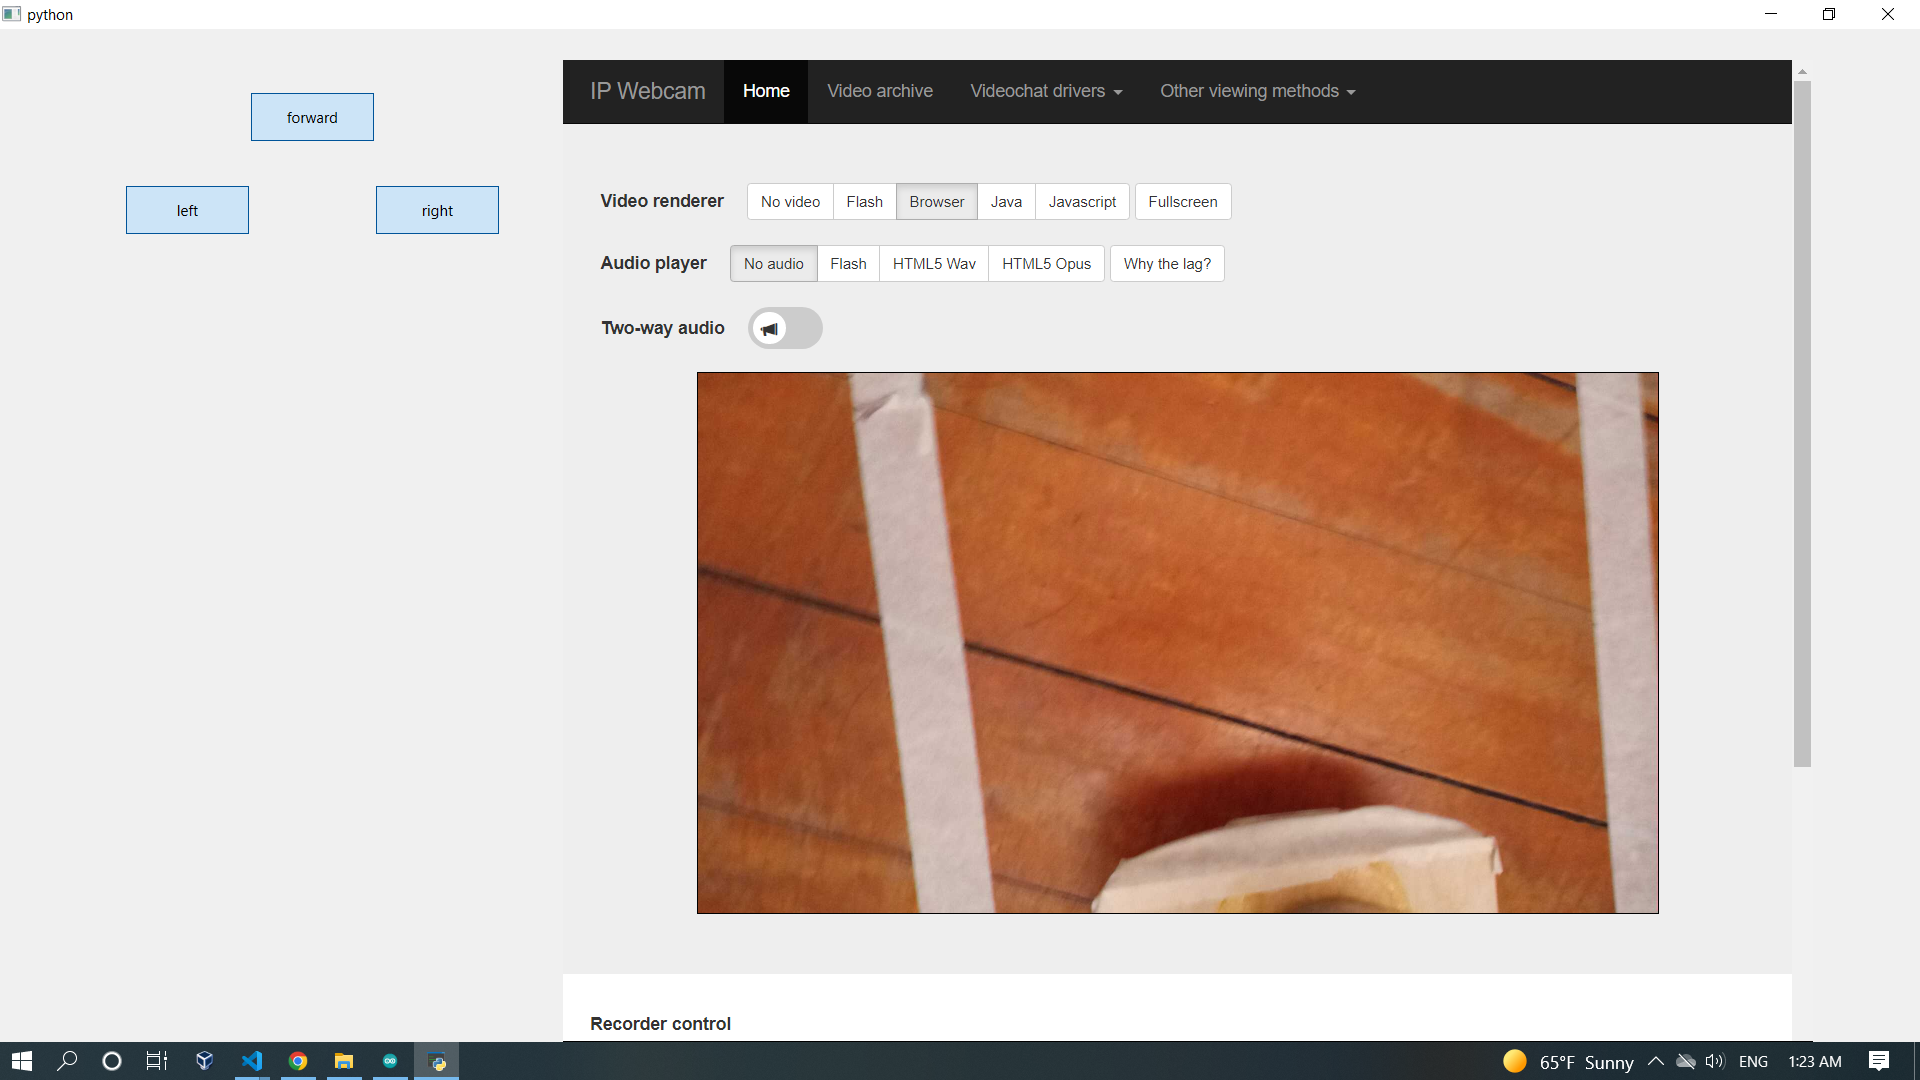 python
forward
left right
IP Webcam Home Video archive Videochat drivers Other viewing methods
Video renderer No video Flash Browser Java Javascript Fullscreen
Audio player No audio Flash HTML5 Wav HTML5 Opus Why the lag?
Two-way audio
Recorder control
65°F Sunny ENG 1:23 AM